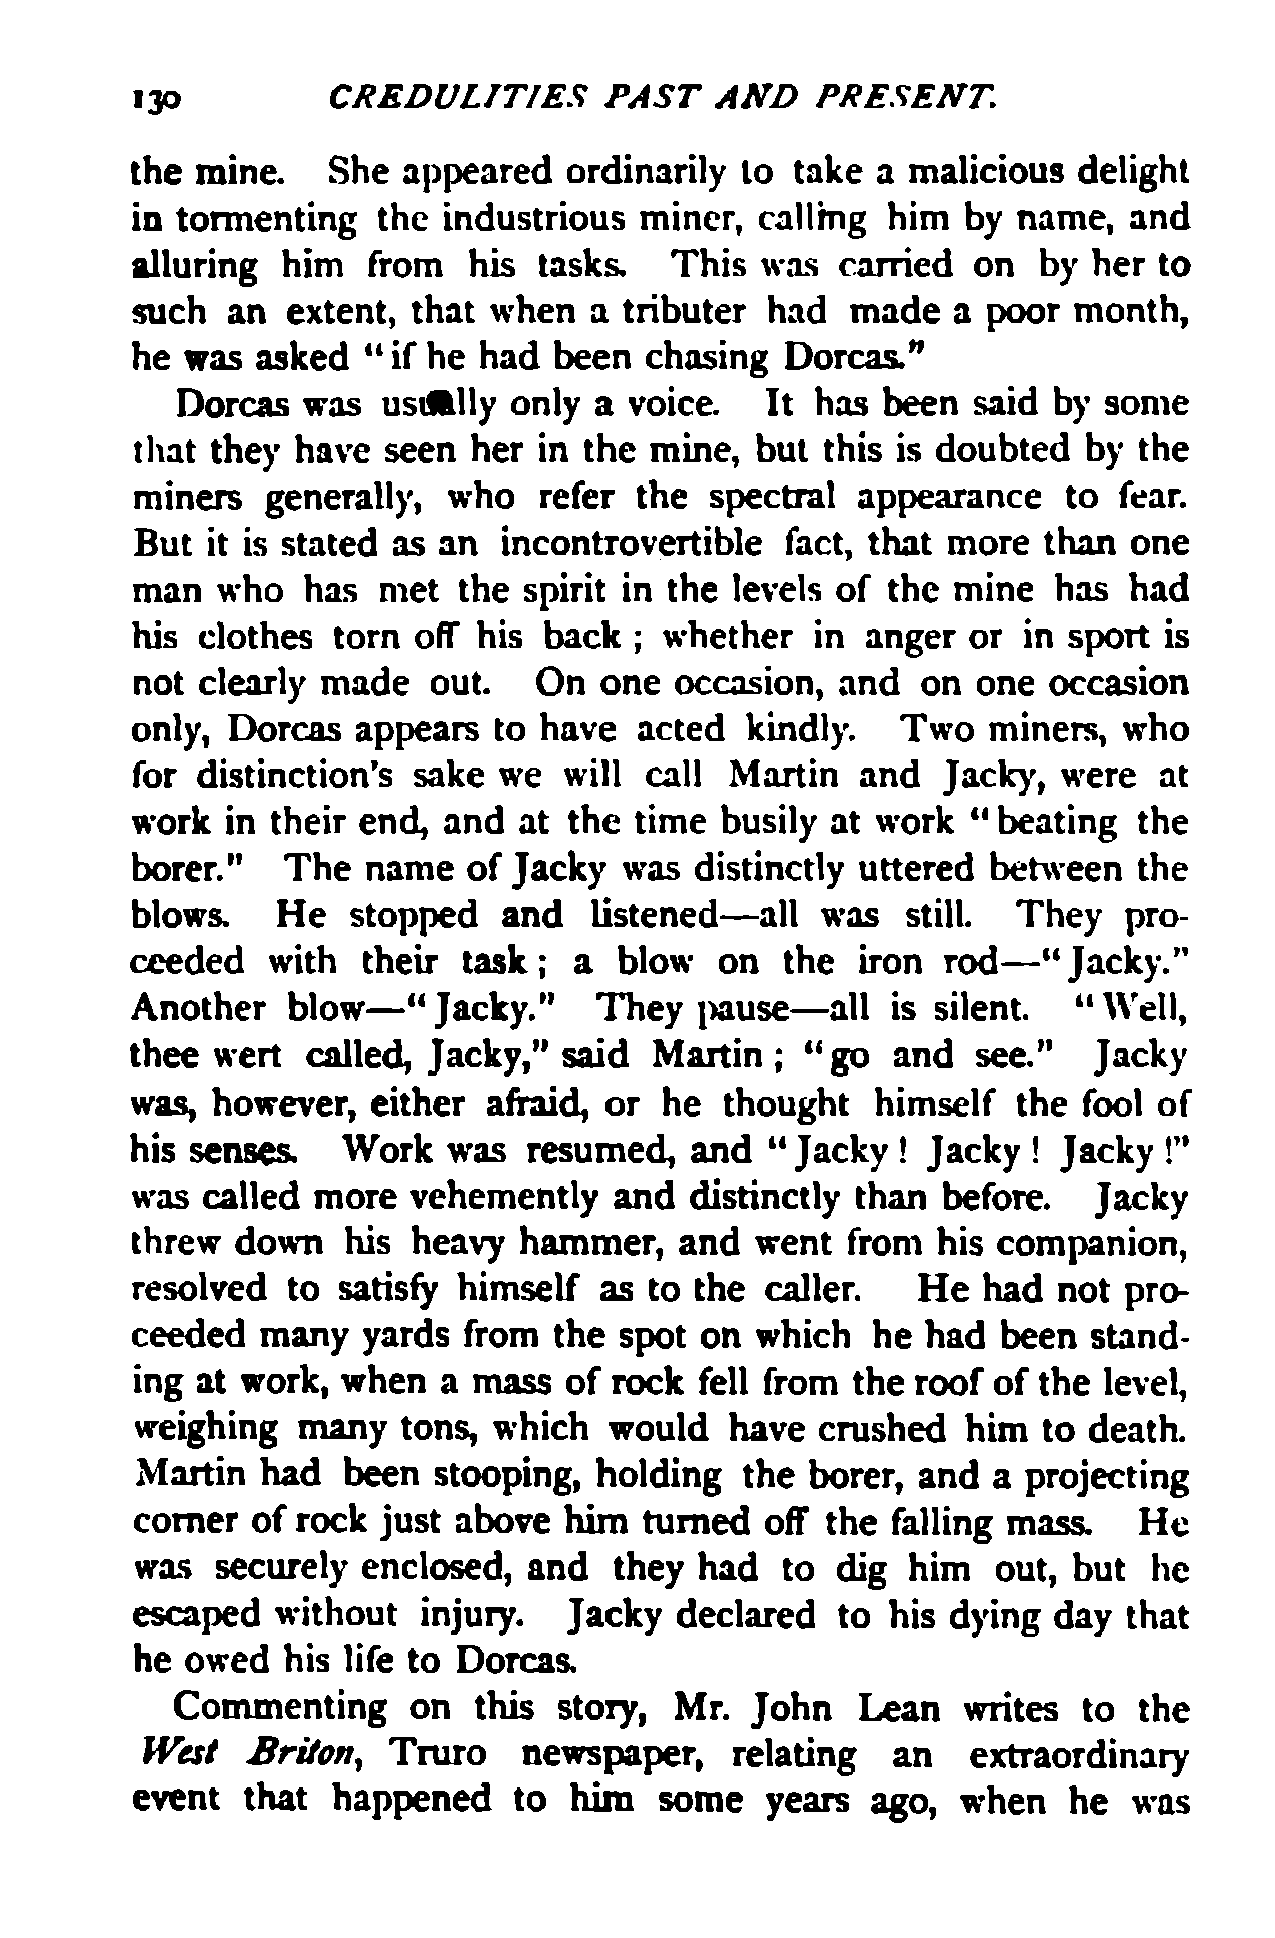 130 CREDULITIES PAST AND PRESENT.
the mine. She appeared ordinarily to take a malicious delight
in tormenting the industrious miner, calling him by name, and
alluring him from his tasks. This was carried on by her to
such an extent, that when a tributer had made a poor month,
he was asked "if he had been chasing Dorcas."
Dorcas was usually only a voice. It has been said by some
that they have seen her in the mine, but this is doubted by the
miners generally, who refer the spectral appearance to fear.
But it is stated as an incontrovertible fact, that more than one
man who has met the spirit in the levels of the mine has had
his clothes torn off his back ; whether in anger or in sport is
not clearly made out. On one occasion, and on one occasion
only, Dorcas appears to have acted kindly. Two miners, who
for distinction's sake we will call Martin and Jacky, were at
work in their end, and at the time busily at work "beating the
borer." The name of Jacky was distinctly uttered between the
blows. He stopped and listened—all was still. They pro-
ceeded with their task ; a blow on the iron rod—"Jacky."
Another blow—"Jacky." They pause—all is silent. "Well,
thee wert called, Jacky," said Martin ; "go and see." Jacky
was, however, either afraid, or he thought himself the fool of
his senses. Work was resumed, and "Jacky ! Jacky ! Jacky !"
was called more vehemently and distinctly than before. Jacky
threw down his heavy hammer, and went from his companion,
resolved to satisfy himself as to the caller. He had not pro-
ceeded many yards from the spot on which he had been stand-
ing at work, when a mass of rock fell from the roof of the level,
weighing many tons, which would have crushed him to death.
Martin had been stooping, holding the borer, and a projecting
corner of rock just above him turned off the falling mass. He
was securely enclosed, and they had to dig him out, but he
escaped without injury. Jacky declared to his dying day that
he owed his life to Dorcas.
Commenting on this story, Mr. John Lean writes to the
West Briton, Truro newspaper, relating an extraordinary
event that happened to him some years ago, when he was